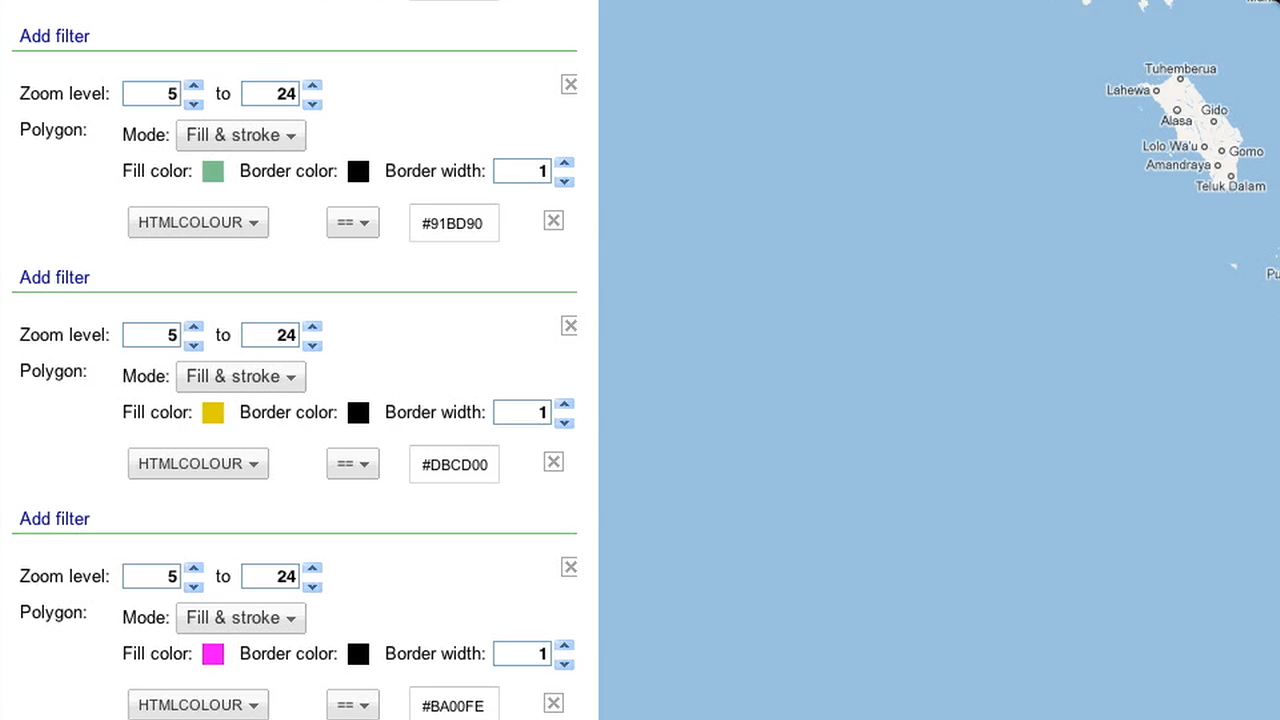 Add filter
Zoom level: 5 to 24
Polygon: Mode: Fill & stroke
Fill color: Border color: Border width: 1
HTMLCOLOUR == #91BD90
Add filter
Zoom level: 5 to 24
Polygon: Mode: Fill & stroke
Fill color: Border color: Border width: 1
HTMLCOLOUR == #DBCD00
Add filter
Zoom level: 5 to 24
Polygon: Mode: Fill & stroke
Fill color: Border color: Border width: 1
HTMLCOLOUR == #BA00FE
Tuhemberua
Lahewa
Alasa
Gido
Lolo Wa'u
Gomo
Amandraya
Teluk Dalam
Pu